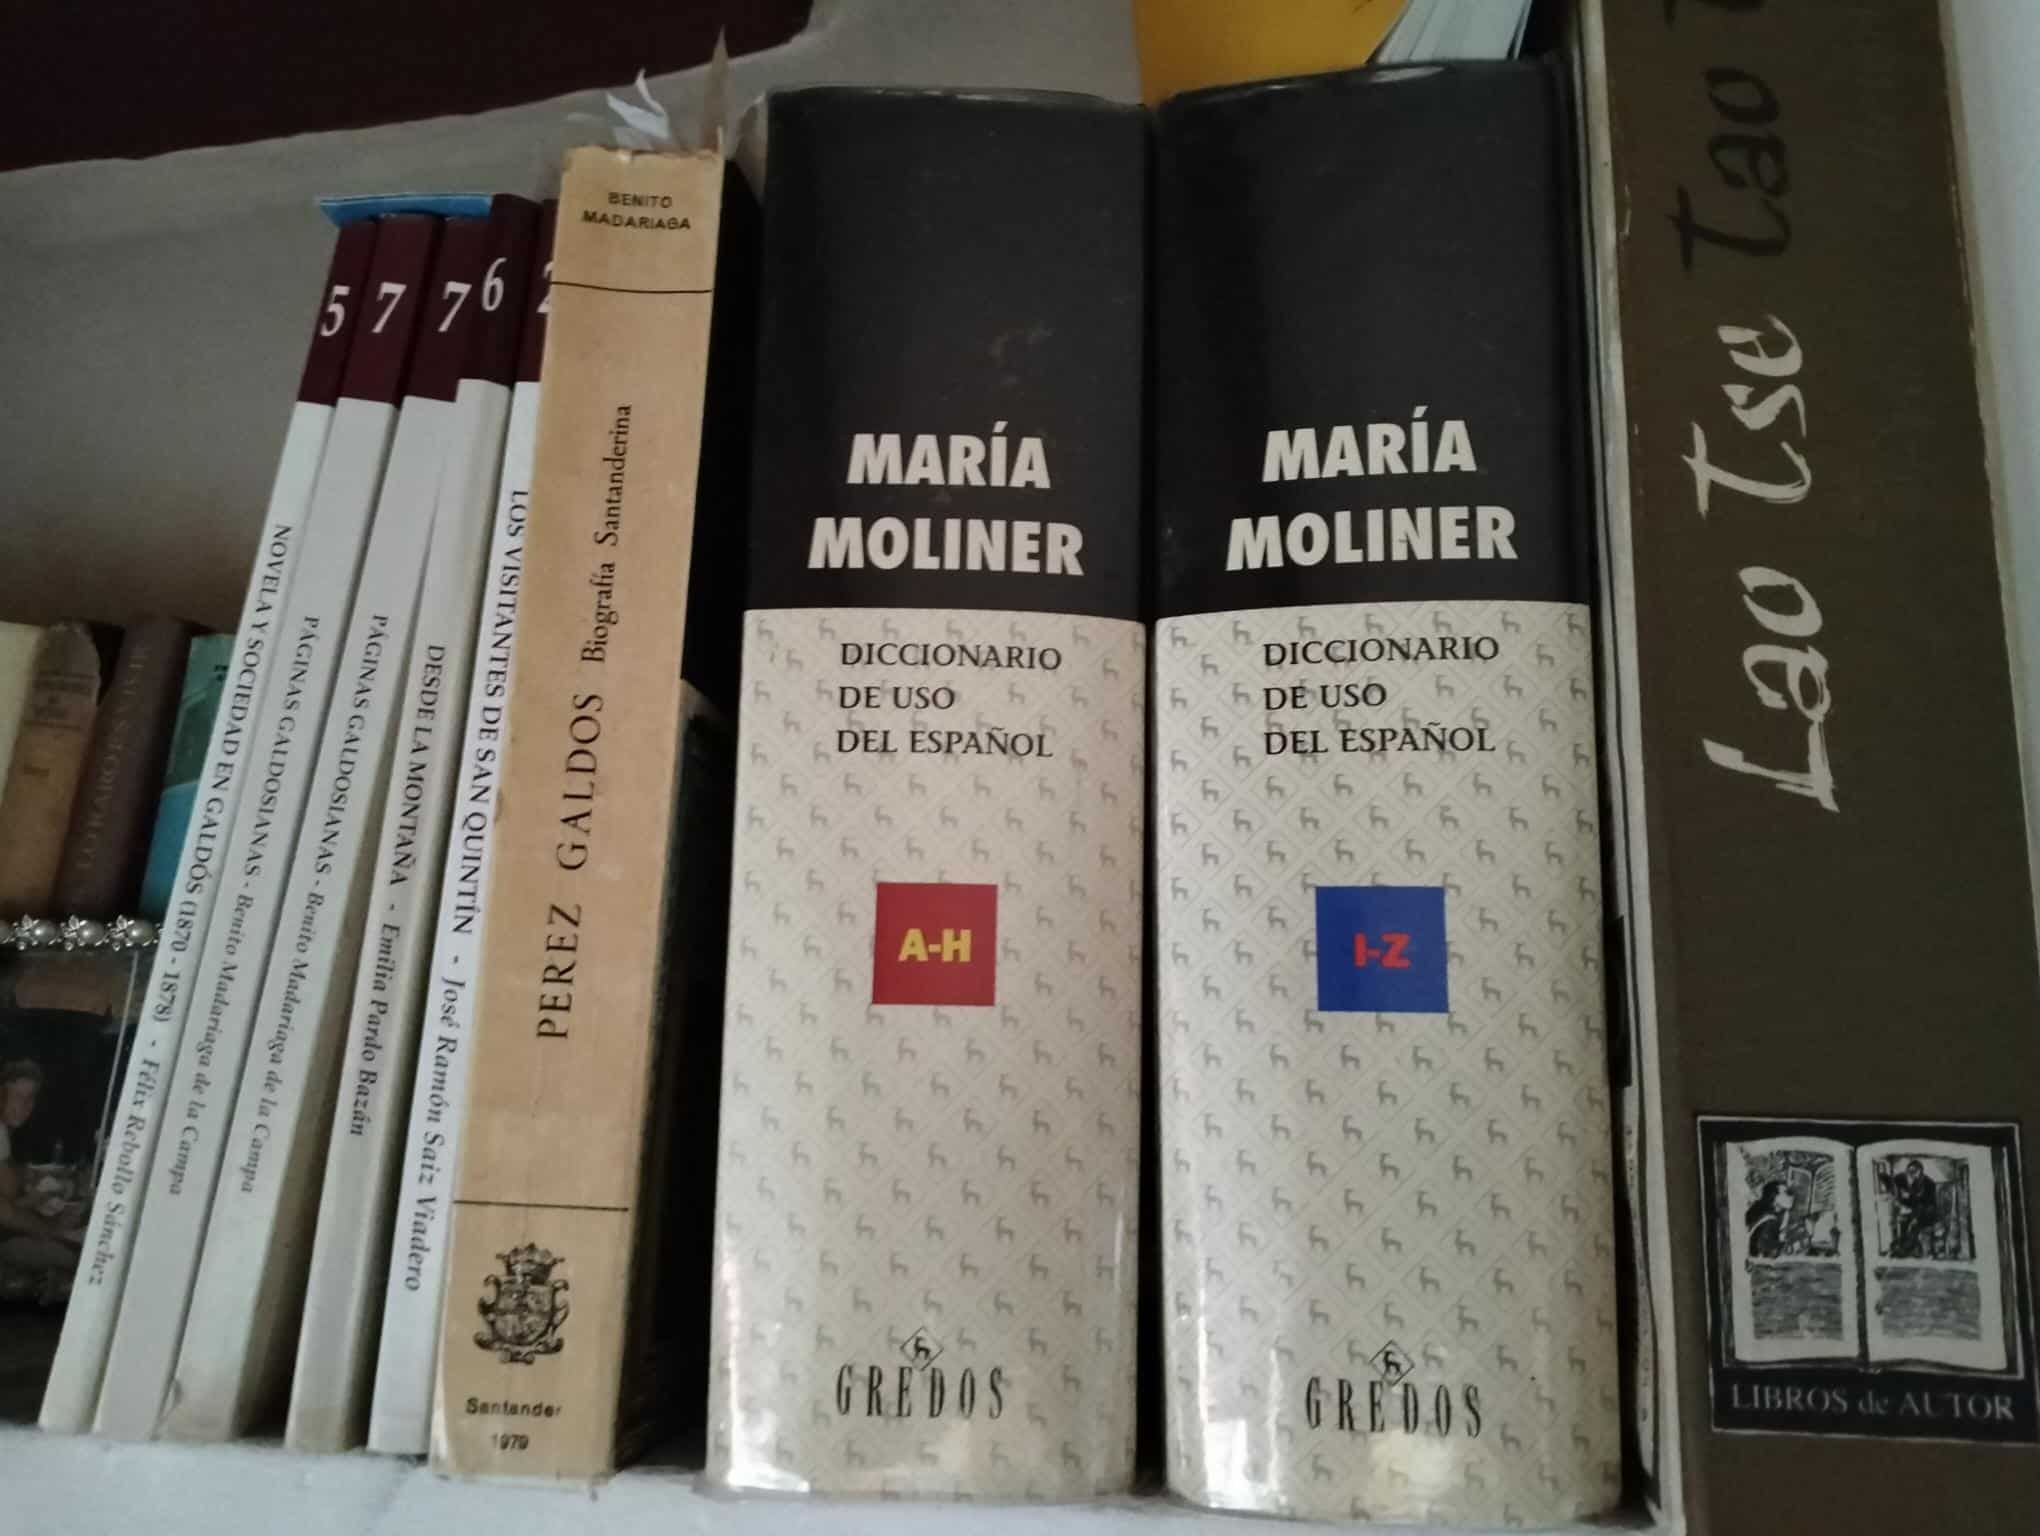 5
NOVELA Y SOCIEDAD EN GALDÓS (1870 - 1878) - Félix Rebollo Sánchez
7
PÁGINAS GALDOSIANAS - Benito Madariaga de la Campa
7
PÁGINAS GALDOSIANAS - Benito Madariaga de la Campa
6
DESDE LA MONTAÑA - Emilia Pardo Bazán
2
LOS VISITANTES DE SAN QUINTÍN - José Ramón Saiz Viadero
BENITO
MADARIAGA
PEREZ GALDOS Biografía Santanderina
Santander
1979
MARÍA
MOLINER
DICCIONARIO
DE USO
DEL ESPAÑOL
A-H
GREDOS
MARÍA
MOLINER
DICCIONARIO
DE USO
DEL ESPAÑOL
I-Z
GREDOS
Lao Tse Tao
LIBROS de AUTOR